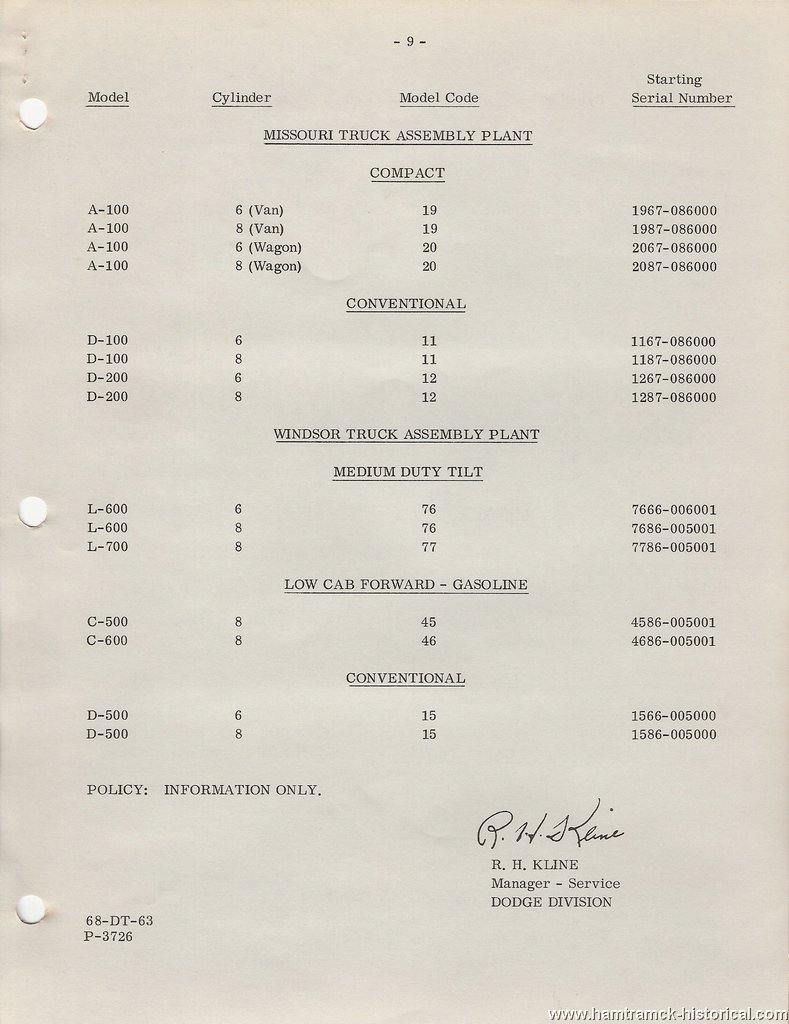 - 9 -
Starting
Model Cylinder Model Code Serial Number
MISSOURI TRUCK ASSEMBLY PLANT
COMPACT
A-100 6 (Van) 19 1967-086000
A-100 8 (Van) 19 1987-086000
A-100 6 (Wagon) 20 2067-086000
A-100 8 (Wagon) 20 2087-086000
CONVENTIONAL
D-100 6 11 1167-086000
D-100 8 11 1187-086000
D-200 6 12 1267-086000
D-200 8 12 1287-086000
WINDSOR TRUCK ASSEMBLY PLANT
MEDIUM DUTY TILT
L-600 6 76 7666-006001
L-600 8 76 7686-005001
L-700 8 77 7786-005001
LOW CAB FORWARD - GASOLINE
C-500 8 45 4586-005001
C-600 8 46 4686-005001
CONVENTIONAL
D-500 6 15 1566-005000
D-500 8 15 1586-005000
POLICY: INFORMATION ONLY.
R. H. Kline
R. H. KLINE
Manager - Service
DODGE DIVISION
68-DT-63
P-3726
www.hamtramck-historical.com